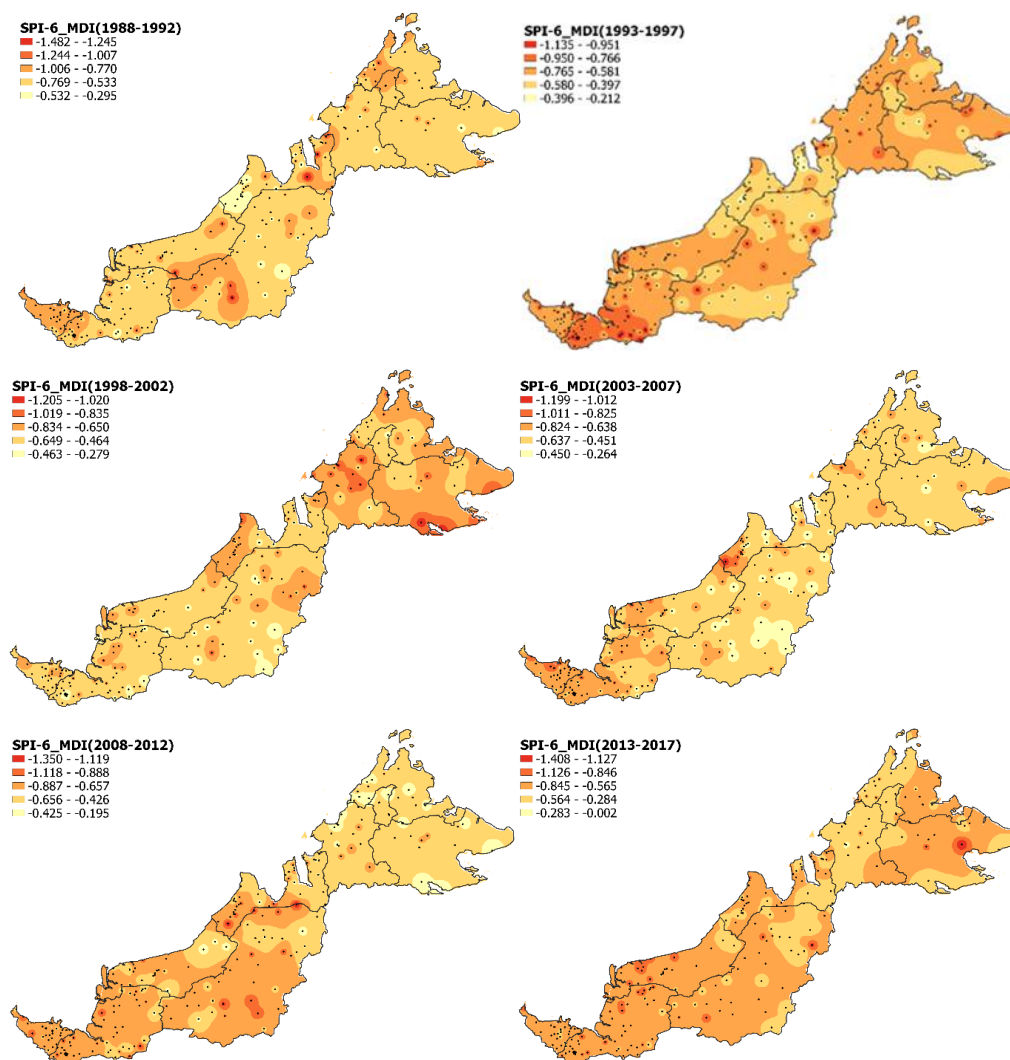 SPI-6_MDI(1988-1992)
-1.482 - -1.245
-1.244 - -1.007
-1.006 - -0.770
-0.769 - -0.533
-0.532 - -0.295
SPI-6_MDI(1993-1997)
-1.135 - -0.951
-0.950 - -0.766
-0.765 - -0.581
-0.580 - -0.397
-0.396 - -0.212
SPI-6_MDI(1998-2002)
-1.205 - -1.020
-1.019 - -0.835
-0.834 - -0.650
-0.649 - -0.464
-0.463 - -0.279
SPI-6_MDI(2003-2007)
-1.199 - -1.012
-1.011 - -0.825
-0.824 - -0.638
-0.637 - -0.451
-0.450 - -0.264
SPI-6_MDI(2008-2012)
-1.350 - -1.119
-1.118 - -0.888
-0.887 - -0.657
-0.656 - -0.426
-0.425 - -0.195
SPI-6_MDI(2013-2017)
-1.408 - -1.127
-1.126 - -0.846
-0.845 - -0.565
-0.564 - -0.284
-0.283 - -0.002